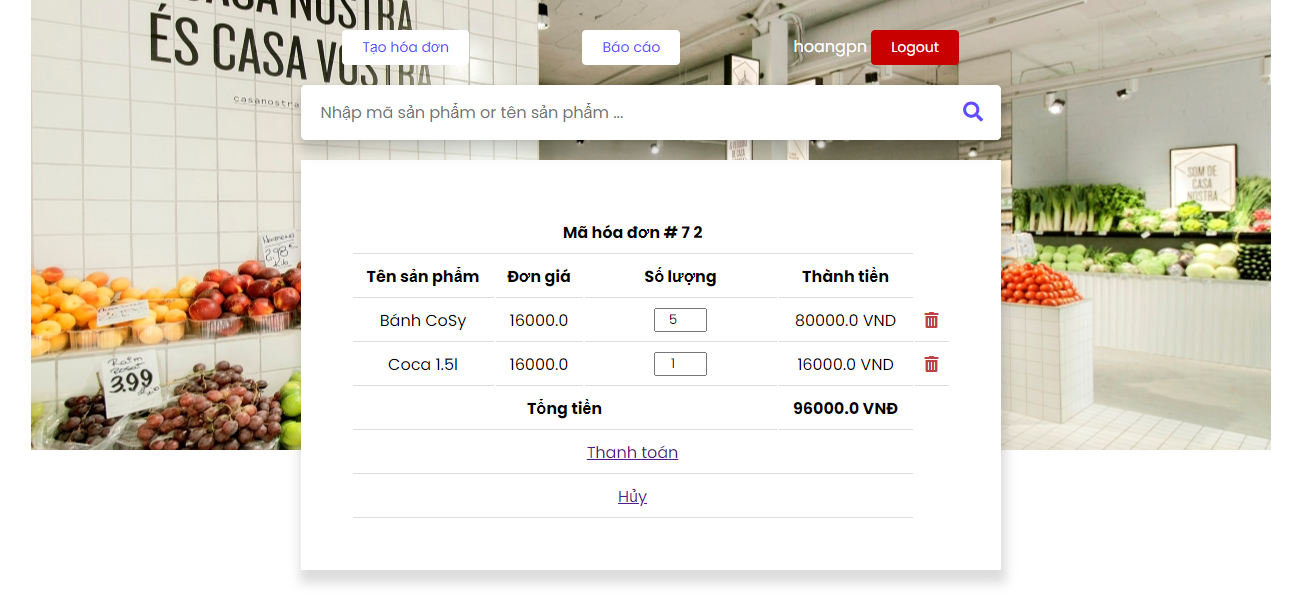 CASA NOSTRA
ÉS CASA VOSTRA
casanostra
Tạo hóa đơn
Báo cáo
hoangpn Logout
Nhập mã sản phẩm or tên sản phẩm ...
SOM DE
CASA
NOSTRA
2.98€
3.99
Mã hóa đơn # 7 2
Tên sản phẩm Đơn giá Số lượng Thành tiền
Bánh CoSy 16000.0 5 80000.0 VND
Coca 1.5l 16000.0 1 16000.0 VND
Tổng tiền 96000.0 VNĐ
Thanh toán
Hủy